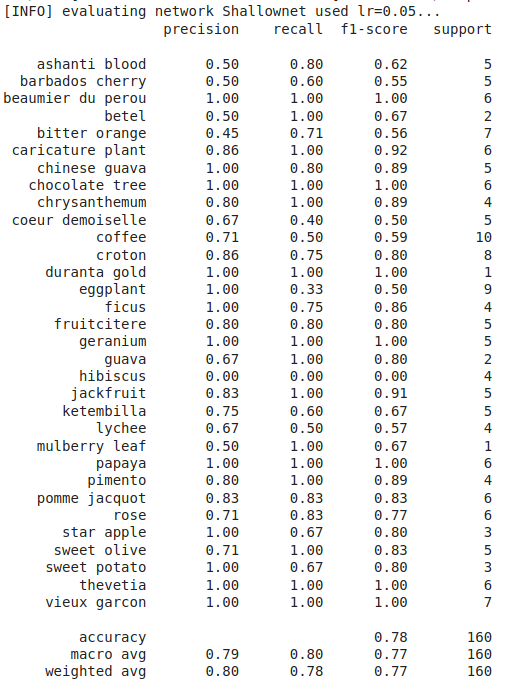 [INFO] evaluating network Shallownet used lr=0.05...
precision recall f1-score support
ashanti blood 0.50 0.80 0.62 5
barbados cherry 0.50 0.60 0.55 5
beaumier du perou 1.00 1.00 1.00 6
betel 0.50 1.00 0.67 2
bitter orange 0.45 0.71 0.56 7
caricature plant 0.86 1.00 0.92 6
chinese guava 1.00 0.80 0.89 5
chocolate tree 1.00 1.00 1.00 6
chrysanthemum 0.80 1.00 0.89 4
coeur demoiselle 0.67 0.40 0.50 5
coffee 0.71 0.50 0.59 10
croton 0.86 0.75 0.80 8
duranta gold 1.00 1.00 1.00 1
eggplant 1.00 0.33 0.50 9
ficus 1.00 0.75 0.86 4
fruitcitere 0.80 0.80 0.80 5
geranium 1.00 1.00 1.00 5
guava 0.67 1.00 0.80 2
hibiscus 0.00 0.00 0.00 4
jackfruit 0.83 1.00 0.91 5
ketembilla 0.75 0.60 0.67 5
lychee 0.67 0.50 0.57 4
mulberry leaf 0.50 1.00 0.67 1
papaya 1.00 1.00 1.00 6
pimento 0.80 1.00 0.89 4
pomme jacquot 0.83 0.83 0.83 6
rose 0.71 0.83 0.77 6
star apple 1.00 0.67 0.80 3
sweet olive 0.71 1.00 0.83 5
sweet potato 1.00 0.67 0.80 3
thevetia 1.00 1.00 1.00 6
vieux garcon 1.00 1.00 1.00 7
accuracy 0.78 160
macro avg 0.79 0.80 0.77 160
weighted avg 0.80 0.78 0.77 160